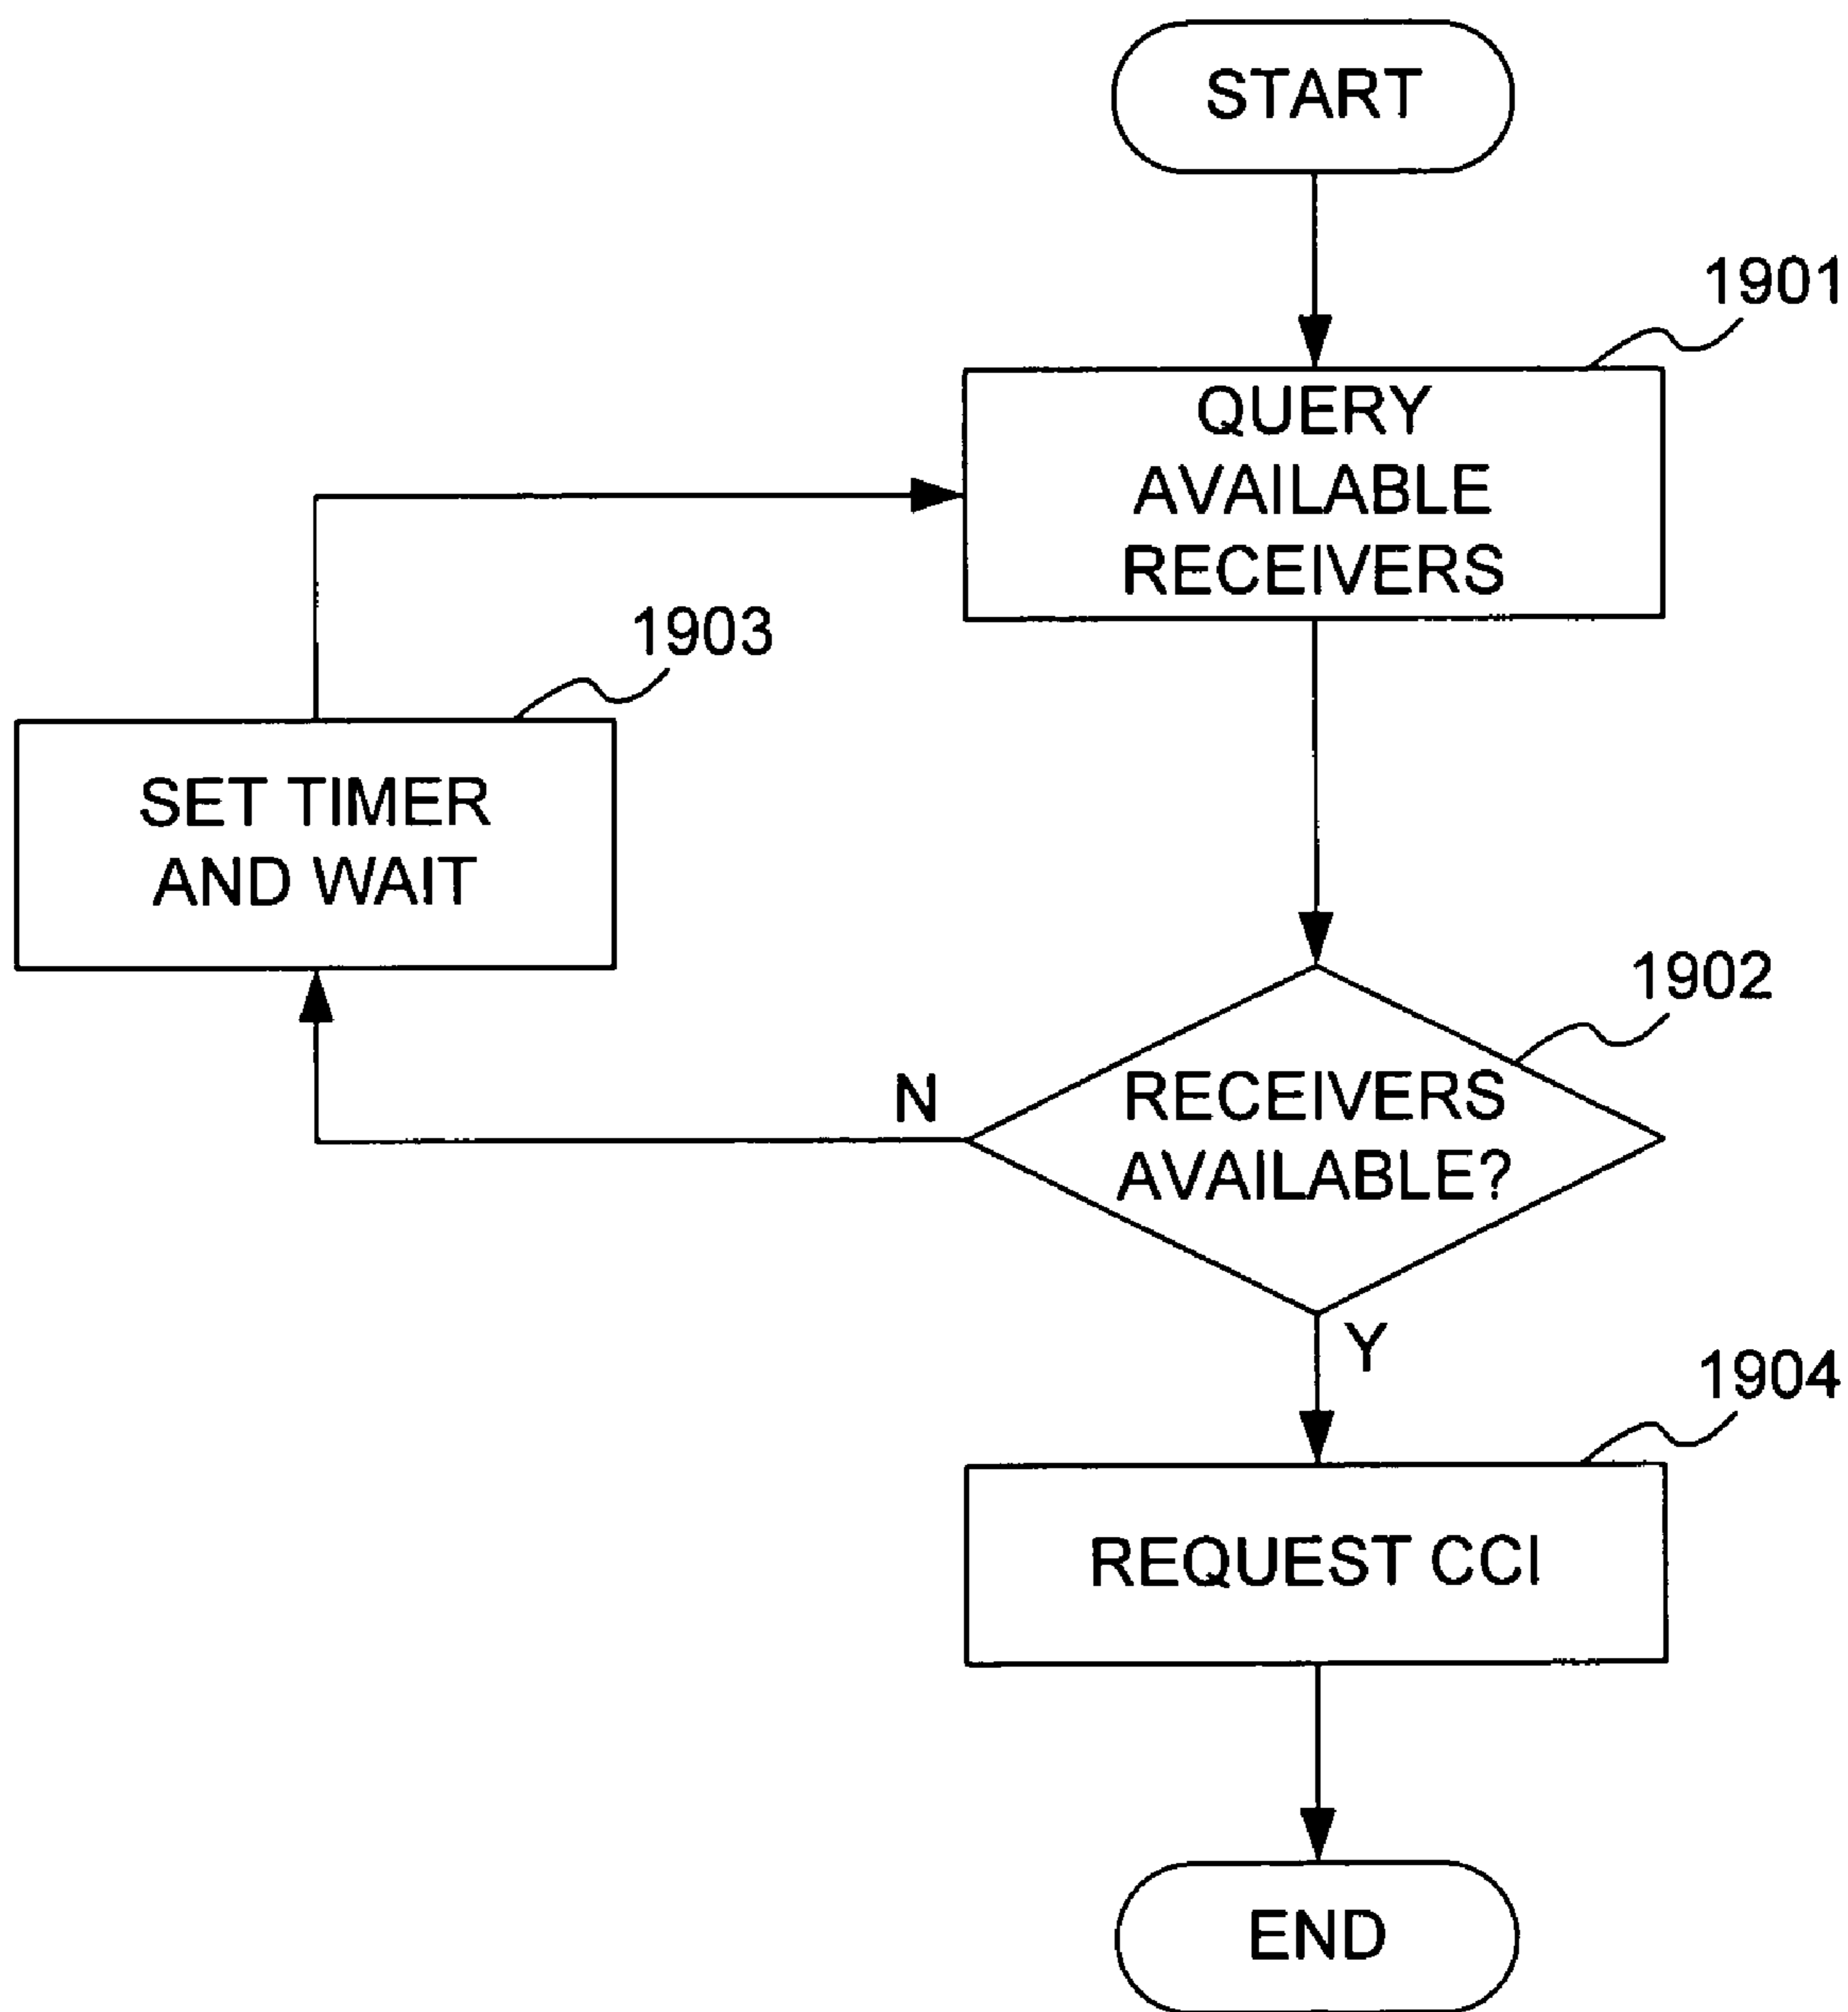 START
1901
QUERY
AVAILABLE
RECEIVERS
1903
SET TIMER
AND WAIT
1902
RECEIVERS
AVAILABLE?
N
Y
1904
REQUEST CCI
END